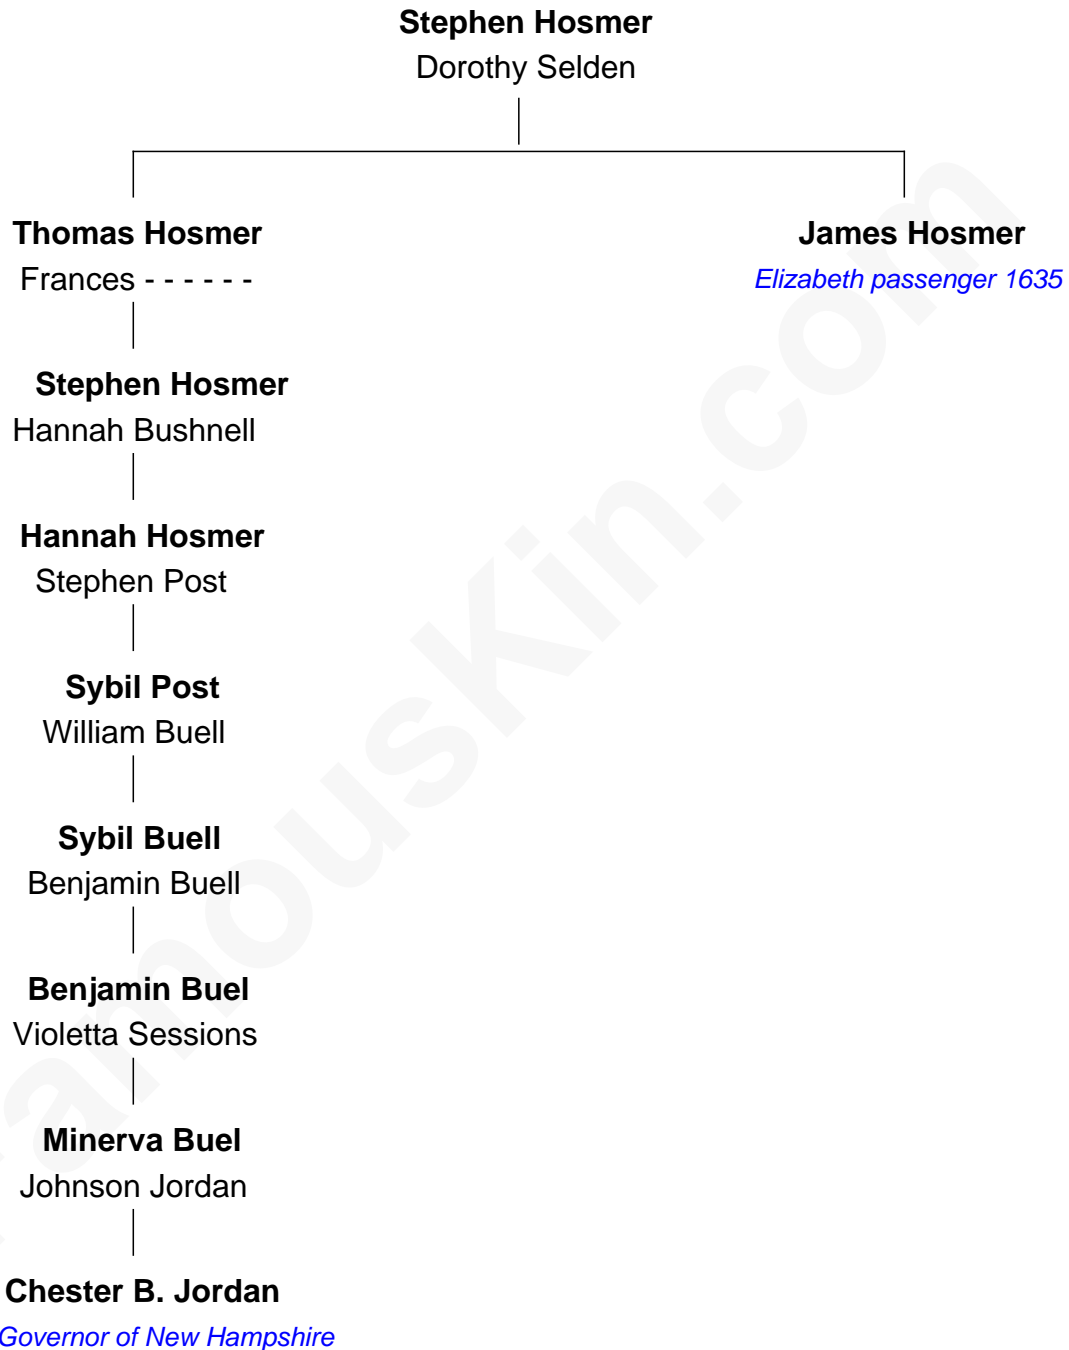 Stephen Hosmer
Dorothy Selden
Thomas Hosmer
Frances - - - - - -
James Hosmer
Elizabeth passenger 1635
Stephen Hosmer
Hannah Bushnell
Hannah Hosmer
Stephen Post
Sybil Post
William Buell
Sybil Buell
Benjamin Buell
Benjamin Buel
Violetta Sessions
Minerva Buel
Johnson Jordan
Chester B. Jordan
Governor of New Hampshire
FamousKin.com